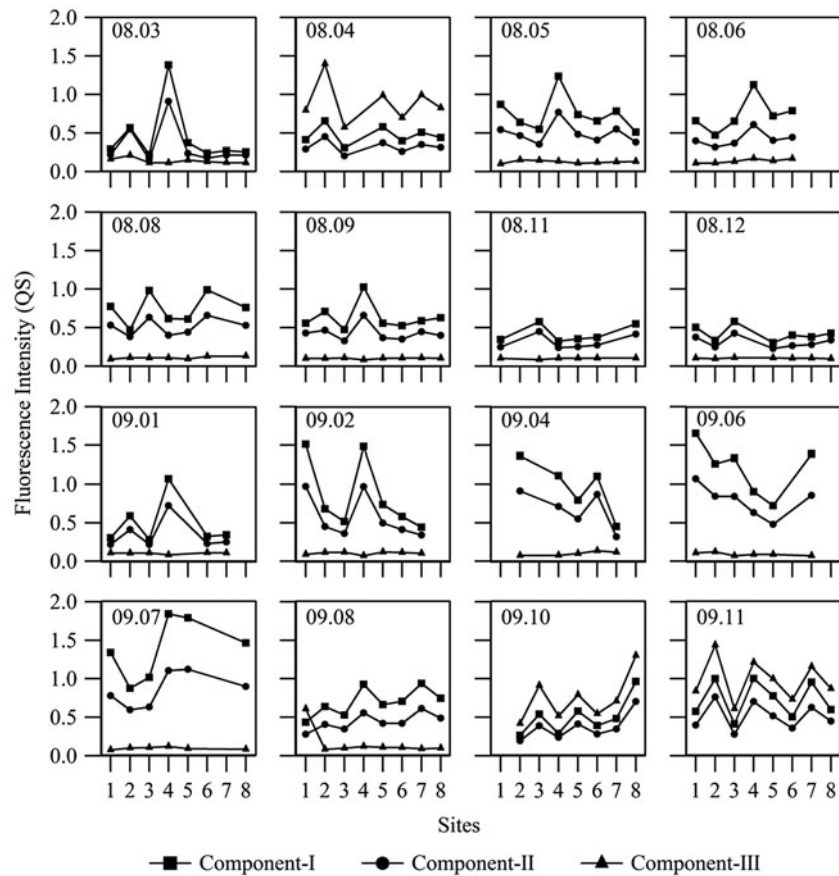 2.0 08.03 08.04 08.05 08.06
1.5
1.0
0.5
0.0
2.0 08.08 08.09 08.11 08.12
1.5
1.0
0.5
0.0
Fluorescence Intensity (QS)
2.0 09.01 09.02 09.04 09.06
1.5
1.0
0.5
0.0
2.0 09.07 09.08 09.10 09.11
1.5
1.0
0.5
0.0
1 2 3 4 5 6 7 8 1 2 3 4 5 6 7 8 1 2 3 4 5 6 7 8 1 2 3 4 5 6 7 8
Sites
Component-I Component-II Component-III